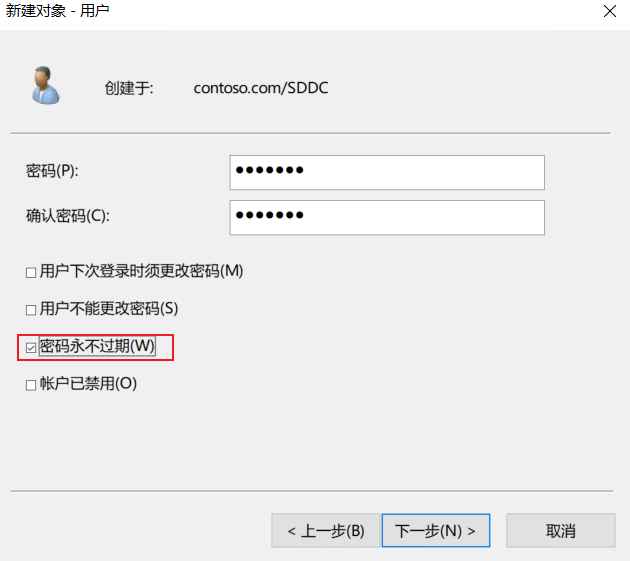 新建对象 - 用户
创建于: contoso.com/SDDC
密码(P): ●●●●●●●
确认密码(C): ●●●●●●●
用户下次登录时须更改密码(M)
用户不能更改密码(S)
密码永不过期(W)
帐户已禁用(O)
< 上一步(B) 下一步(N) > 取消